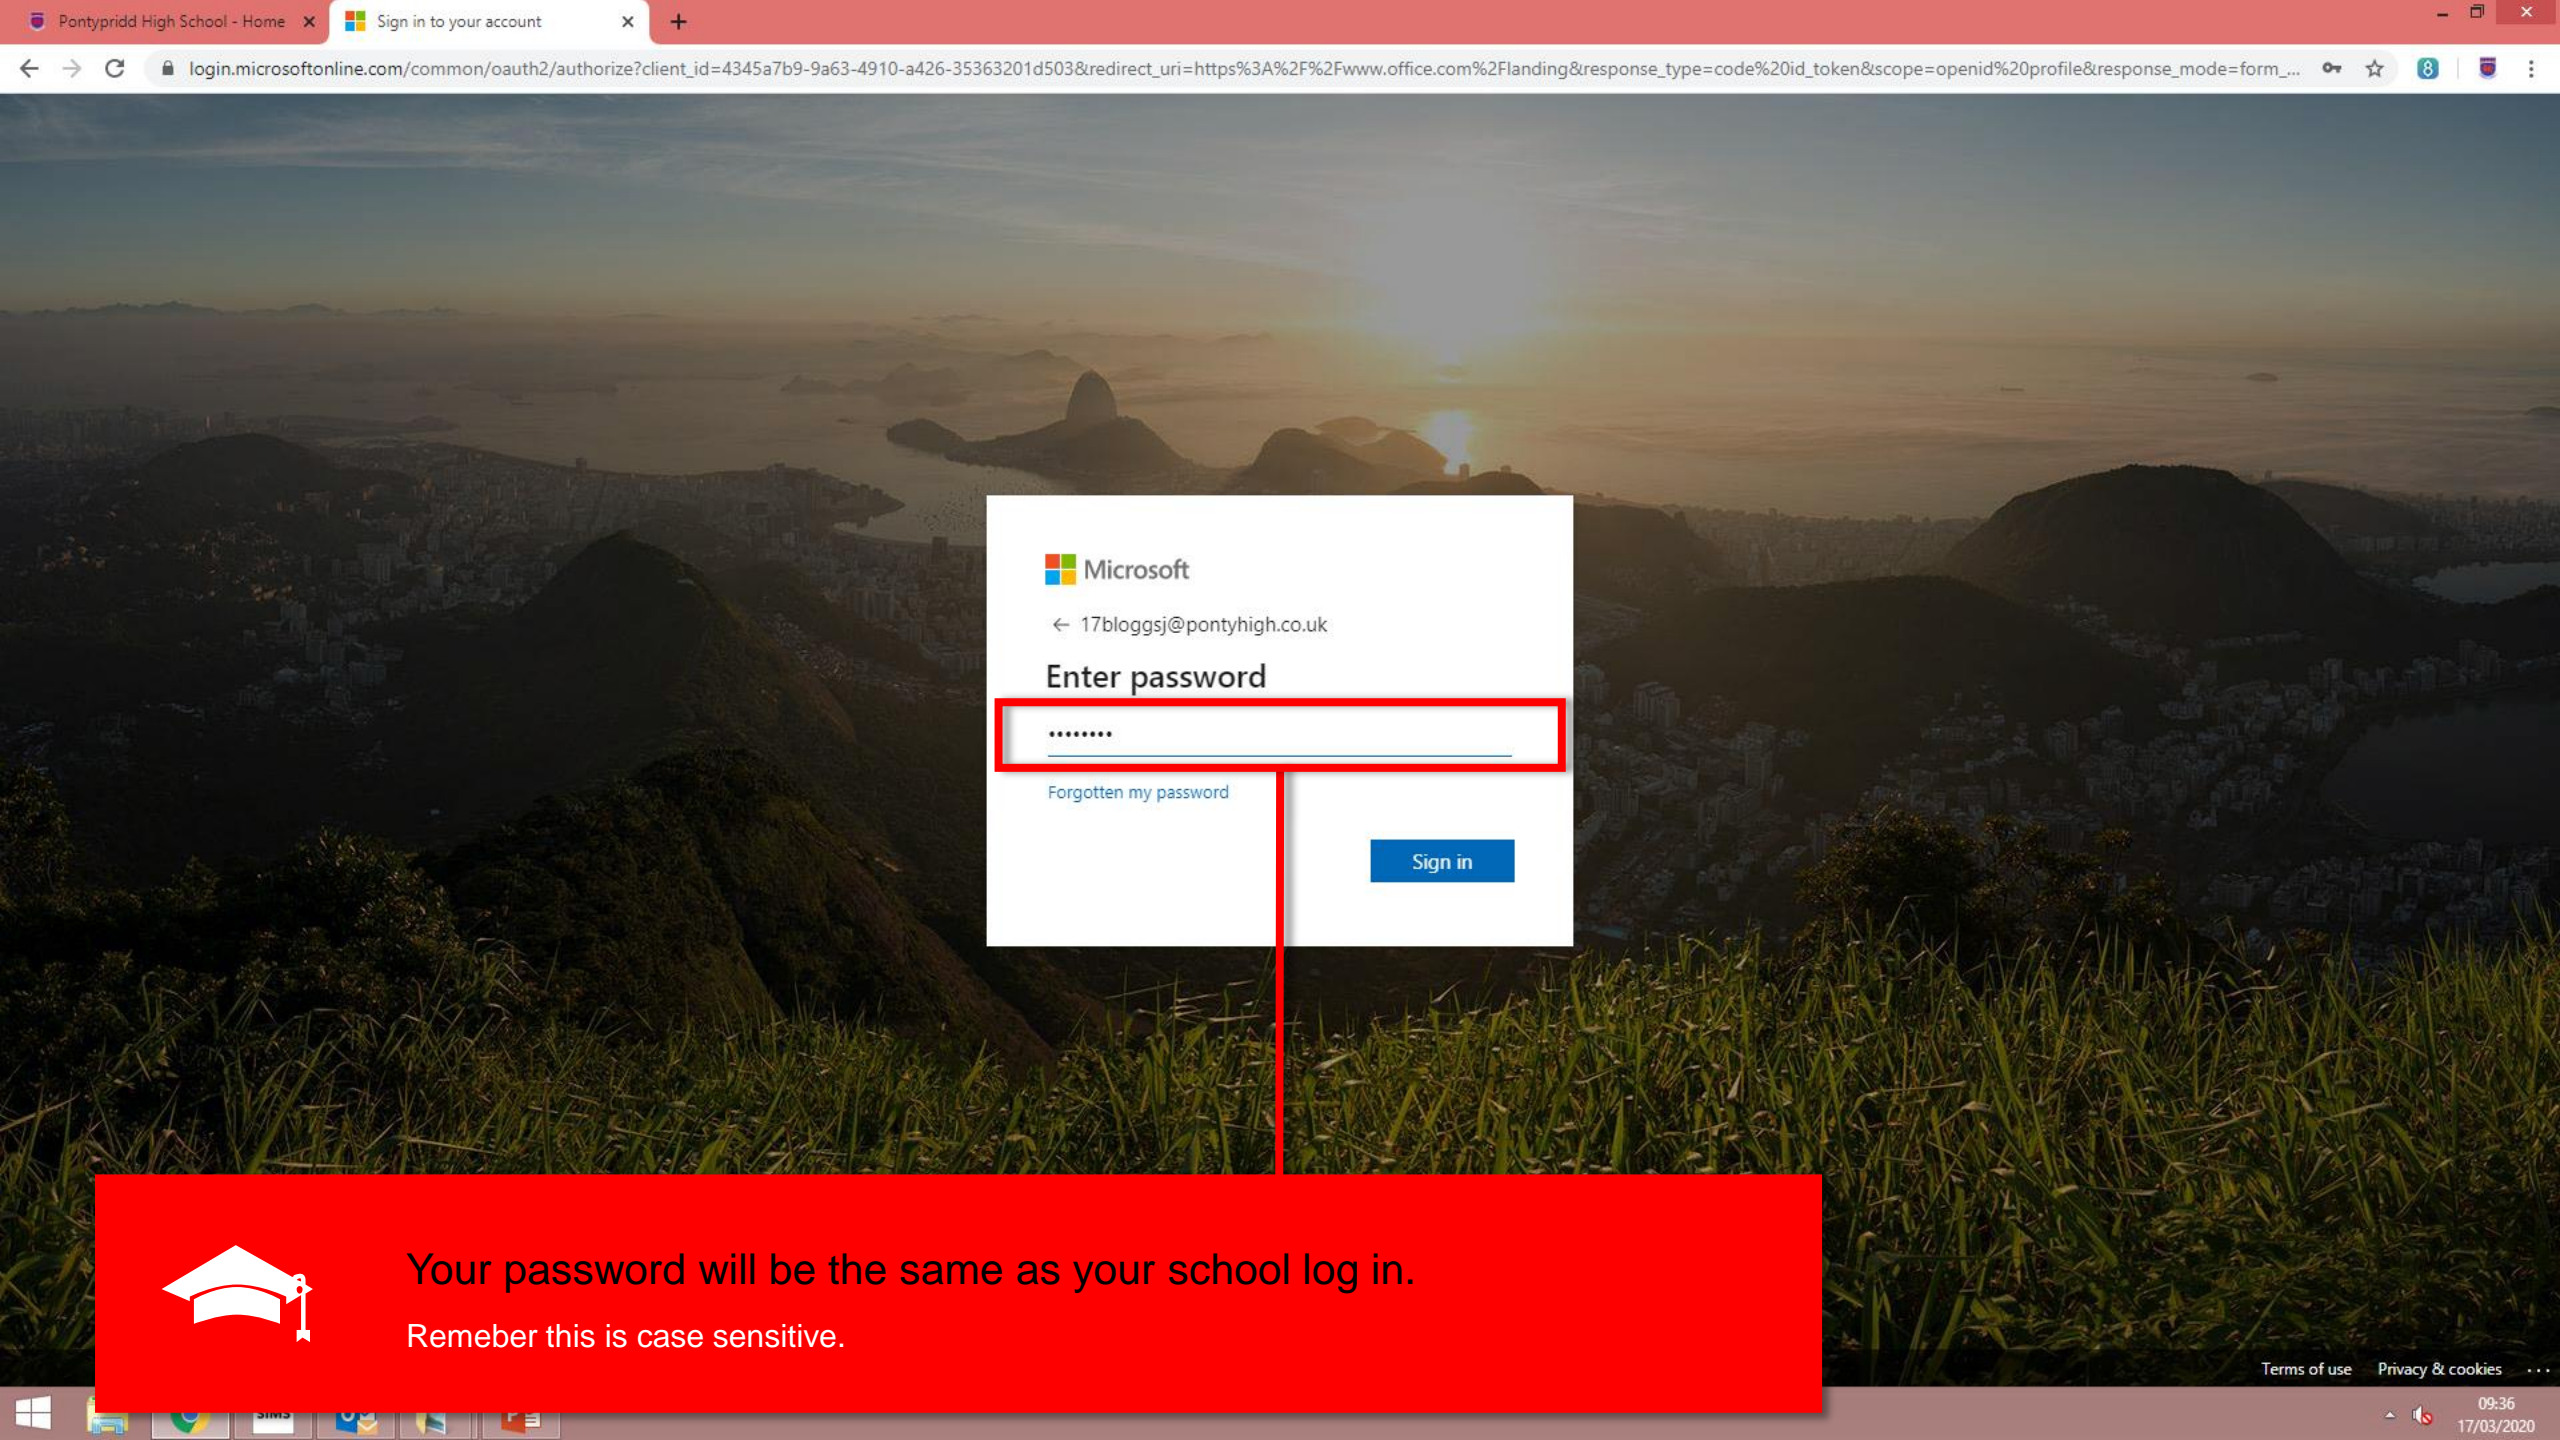 Pontypridd High School - Home
Sign in to your account
login.microsoftonline.com/common/oauth2/authorize?client_id=4345a7b9-9a63-4910-a426-35363201d503&redirect_uri=https%3A%2F%2Fwww.office.com%2Flanding&response_type=code%20id_token&scope=openid%20profile&response_mode=form_...
8
Microsoft
17bloggsj@pontyhigh.co.uk
Enter password
Forgotten my password
Sign in
Your password will be the same as your school log in.
Remeber this is case sensitive.
Terms of use Privacy & cookies ...
SIMS
09:36
17/03/2020